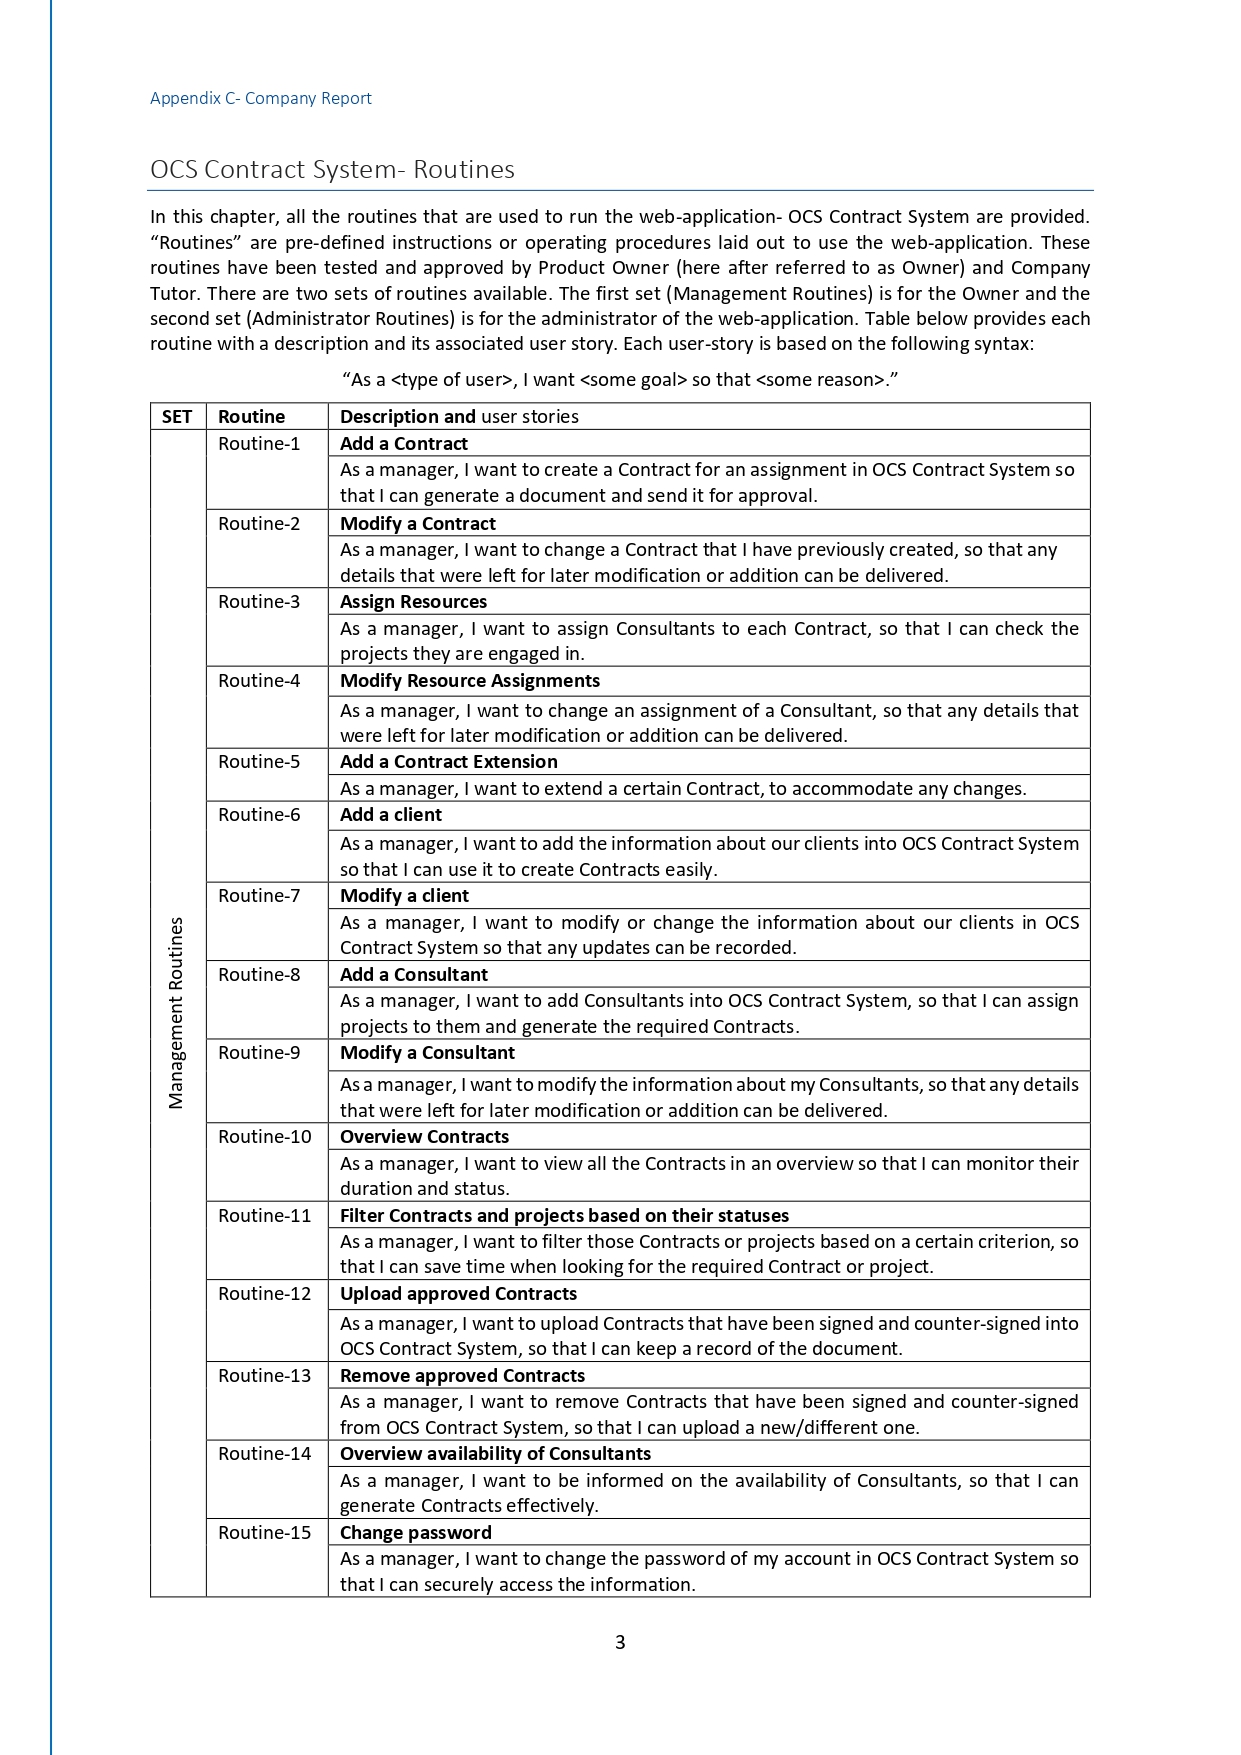 Appendix C- Company Report
OCS Contract System- Routines
In this chapter, all the routines that are used to run the web-application- OCS Contract System are provided.
“Routines” are pre-defined instructions or operating procedures laid out to use the web-application. These
routines have been tested and approved by Product Owner (here after referred to as Owner) and Company
Tutor. There are two sets of routines available. The first set (Management Routines) is for the Owner and the
second set (Administrator Routines) is for the administrator of the web-application. Table below provides each
routine with a description and its associated user story. Each user-story is based on the following syntax:
“As a <type of user>, I want <some goal> so that <some reason>.”
SET Routine Description and user stories
Management Routines
Routine-1 Add a Contract
As a manager, I want to create a Contract for an assignment in OCS Contract System so
that I can generate a document and send it for approval.
Routine-2 Modify a Contract
As a manager, I want to change a Contract that I have previously created, so that any
details that were left for later modification or addition can be delivered.
Routine-3 Assign Resources
As a manager, I want to assign Consultants to each Contract, so that I can check the
projects they are engaged in.
Routine-4 Modify Resource Assignments
As a manager, I want to change an assignment of a Consultant, so that any details that
were left for later modification or addition can be delivered.
Routine-5 Add a Contract Extension
As a manager, I want to extend a certain Contract, to accommodate any changes.
Routine-6 Add a client
As a manager, I want to add the information about our clients into OCS Contract System
so that I can use it to create Contracts easily.
Routine-7 Modify a client
As a manager, I want to modify or change the information about our clients in OCS
Contract System so that any updates can be recorded.
Routine-8 Add a Consultant
As a manager, I want to add Consultants into OCS Contract System, so that I can assign
projects to them and generate the required Contracts.
Routine-9 Modify a Consultant
As a manager, I want to modify the information about my Consultants, so that any details
that were left for later modification or addition can be delivered.
Routine-10 Overview Contracts
As a manager, I want to view all the Contracts in an overview so that I can monitor their
duration and status.
Routine-11 Filter Contracts and projects based on their statuses
As a manager, I want to filter those Contracts or projects based on a certain criterion, so
that I can save time when looking for the required Contract or project.
Routine-12 Upload approved Contracts
As a manager, I want to upload Contracts that have been signed and counter-signed into
OCS Contract System, so that I can keep a record of the document.
Routine-13 Remove approved Contracts
As a manager, I want to remove Contracts that have been signed and counter-signed
from OCS Contract System, so that I can upload a new/different one.
Routine-14 Overview availability of Consultants
As a manager, I want to be informed on the availability of Consultants, so that I can
generate Contracts effectively.
Routine-15 Change password
As a manager, I want to change the password of my account in OCS Contract System so
that I can securely access the information.
3